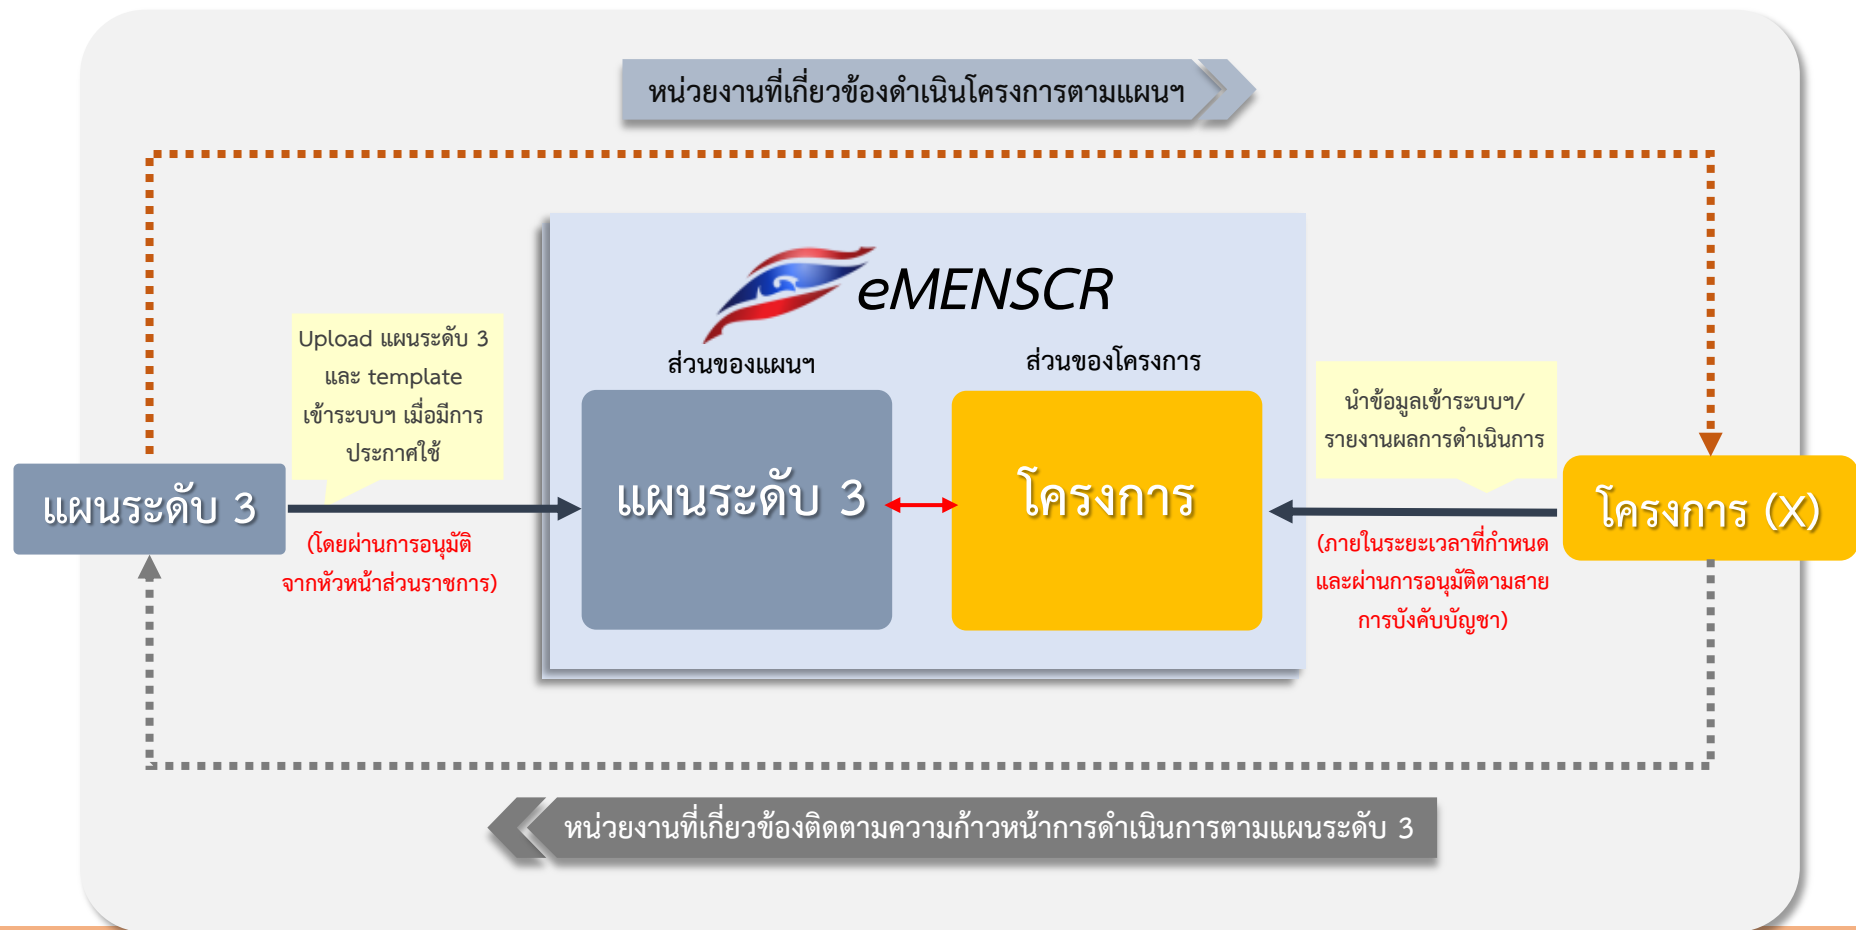 หน่วยงานที่เกี่ยวข้องดำเนินโครงการตามแผนฯ
eMENSCR
ส่วนของแผนฯ
ส่วนของโครงการ
Upload แผนระดับ 3
และ template
เข้าระบบฯ เมื่อมีการ
ประกาศใช้
นำข้อมูลเข้าระบบฯ/
รายงานผลการดำเนินการ
แผนระดับ 3
แผนระดับ 3
โครงการ
โครงการ (X)
(โดยผ่านการอนุมัติ
จากหัวหน้าส่วนราชการ)
(ภายในระยะเวลาที่กำหนด
และผ่านการอนุมัติตามสาย
การบังคับบัญชา)
หน่วยงานที่เกี่ยวข้องติดตามความก้าวหน้าการดำเนินการตามแผนระดับ 3